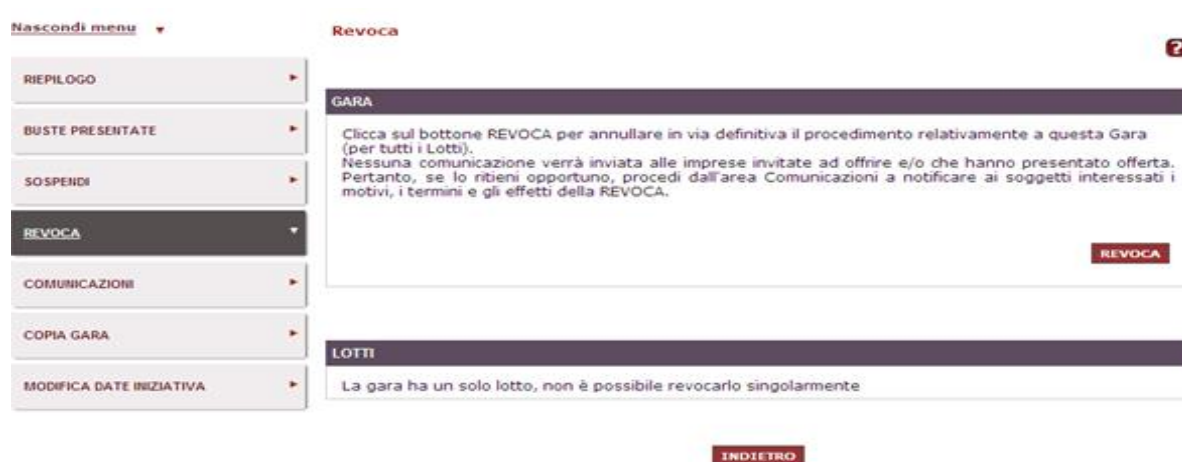 Nascondi menu
RIEPILOGO
BUSTE PRESENTATE
SOSPENDI
REVOCA
COMUNICAZIONI
COPIA GARA
MODIFICA DATE INIZIATIVA
Revoca
?
GARA
Clicca sul bottone REVOCA per annullare in via definitiva il procedimento relativamente a questa Gara
(per tutti i Lotti).
Nessuna comunicazione verrà inviata alle imprese invitate ad offrire e/o che hanno presentato offerta.
Pertanto, se lo ritieni opportuno, procedi dall'area Comunicazioni a notificare ai soggetti interessati i
motivi, i termini e gli effetti della REVOCA.
REVOCA
LOTTI
La gara ha un solo lotto, non è possibile revocarlo singolarmente
INDIETRO